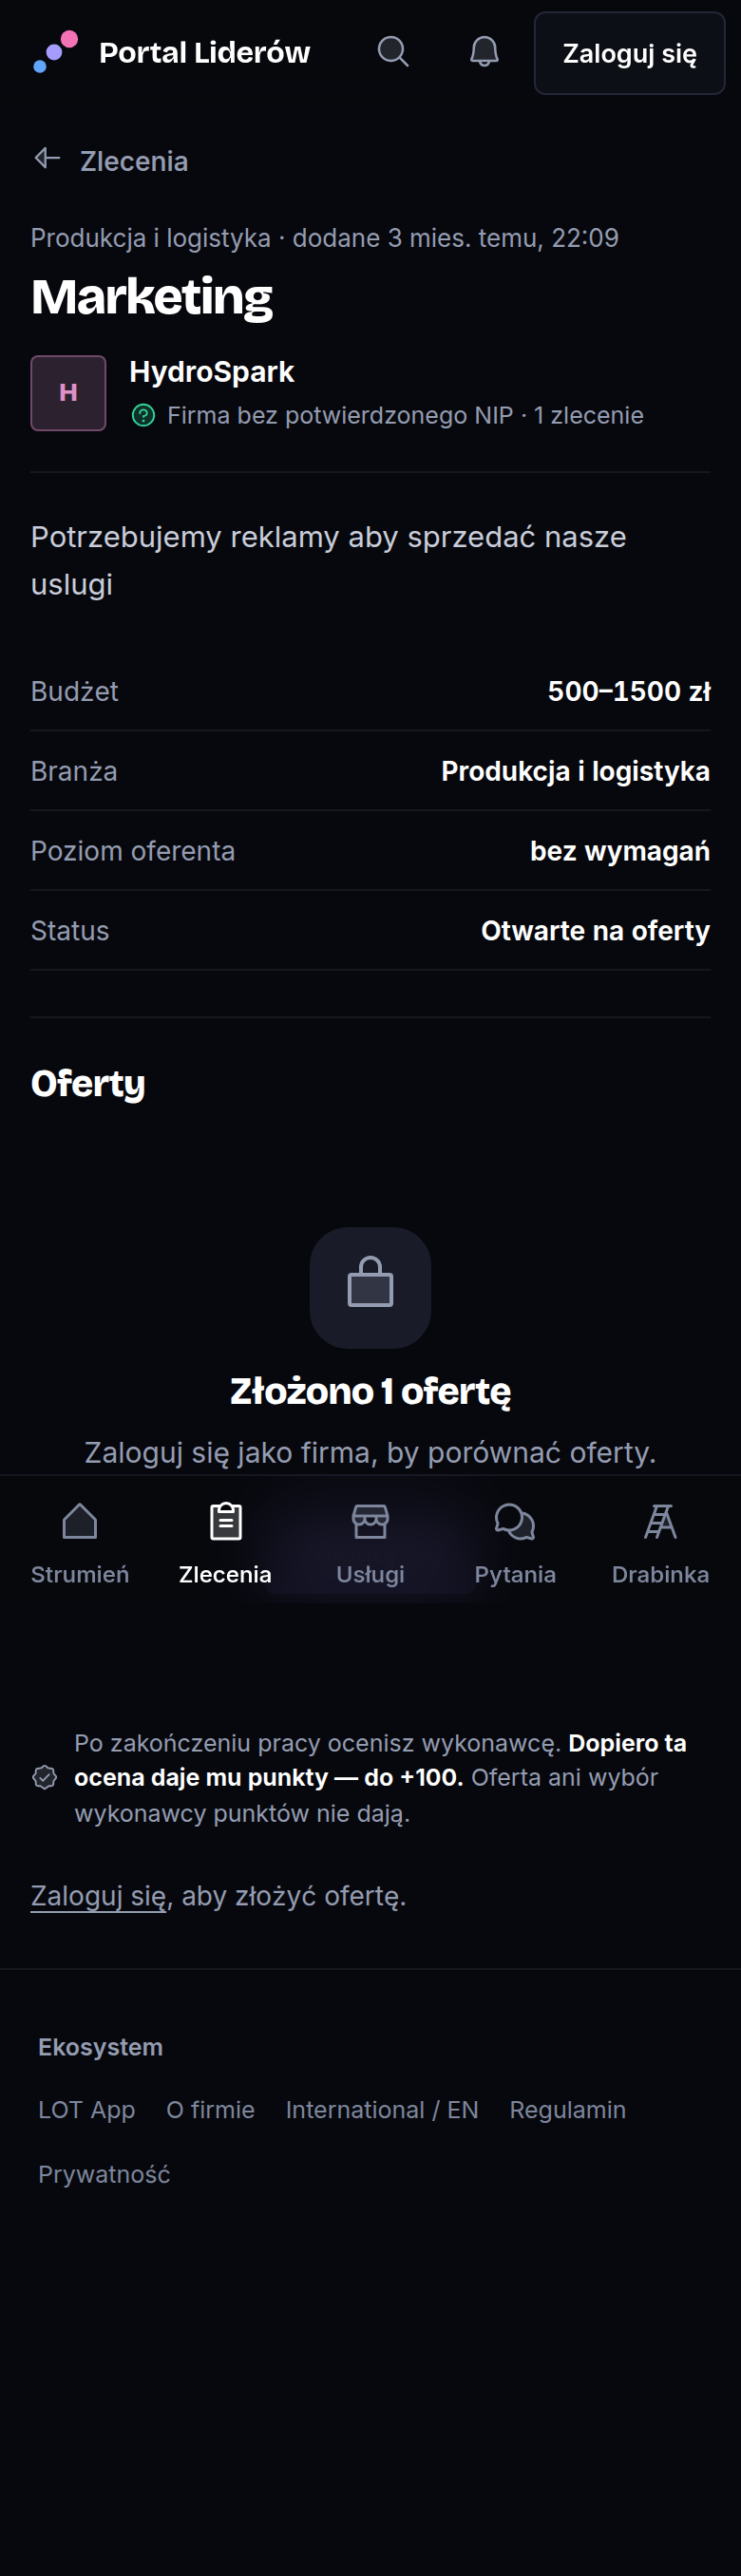 Portal Liderów
Zaloguj się
Zlecenia
Produkcja i logistyka · dodane 3 mies. temu, 22:09
Marketing
H
HydroSpark
Firma bez potwierdzonego NIP · 1 zlecenie
Potrzebujemy reklamy aby sprzedać nasze
uslugi
Budżet 500–1500 zł
Branża Produkcja i logistyka
Poziom oferenta bez wymagań
Status Otwarte na oferty
Oferty
Złożono 1 ofertę
Zaloguj się jako firma, by porównać oferty.
Strumień Zlecenia Usługi Pytania Drabinka
Po zakończeniu pracy ocenisz wykonawcę. Dopiero ta
ocena daje mu punkty — do +100. Oferta ani wybór
wykonawcy punktów nie dają.
Zaloguj się, aby złożyć ofertę.
Ekosystem
LOT App O firmie International / EN Regulamin
Prywatność